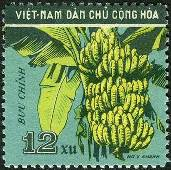 VIỆT-NAM DÂN CHỦ CỘNG HÒA
BƯU CHÍNH
12 xu